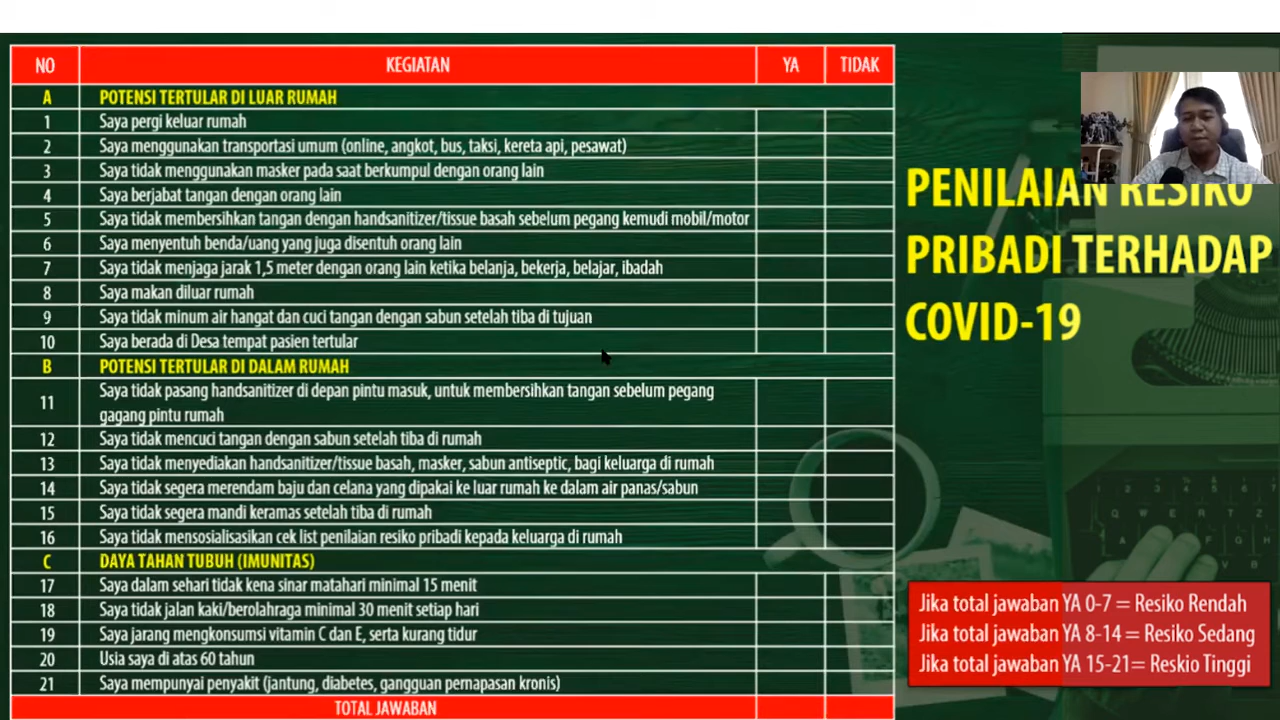 NO KEGIATAN YA TIDAK
A POTENSI TERTULAR DI LUAR RUMAH
1 Saya pergi keluar rumah
2 Saya menggunakan transportasi umum (online, angkot, bus, taksi, kereta api, pesawat)
3 Saya tidak menggunakan masker pada saat berkumpul dengan orang lain
4 Saya berjabat tangan dengan orang lain
5 Saya tidak membersihkan tangan dengan handsanitizer/tissue basah sebelum pegang kemudi mobil/motor
6 Saya menyentuh benda/uang yang juga disentuh orang lain
7 Saya tidak menjaga jarak 1,5 meter dengan orang lain ketika belanja, bekerja, belajar, ibadah
8 Saya makan diluar rumah
9 Saya tidak minum air hangat dan cuci tangan dengan sabun setelah tiba di tujuan
10 Saya berada di Desa tempat pasien tertular
B POTENSI TERTULAR DI DALAM RUMAH
11 Saya tidak pasang handsanitizer di depan pintu masuk, untuk membersihkan tangan sebelum pegang
gagang pintu rumah
12 Saya tidak mencuci tangan dengan sabun setelah tiba di rumah
13 Saya tidak menyediakan handsanitizer/tissue basah, masker, sabun antiseptic, bagi keluarga di rumah
14 Saya tidak segera merendam baju dan celana yang dipakai ke luar rumah ke dalam air panas/sabun
15 Saya tidak segera mandi keramas setelah tiba di rumah
16 Saya tidak mensosialisasikan cek list penilaian resiko pribadi kepada keluarga di rumah
C DAYA TAHAN TUBUH (IMUNITAS)
17 Saya dalam sehari tidak kena sinar matahari minimal 15 menit
18 Saya tidak jalan kaki/berolahraga minimal 30 menit setiap hari
19 Saya jarang mengkonsumsi vitamin C dan E, serta kurang tidur
20 Usia saya di atas 60 tahun
21 Saya mempunyai penyakit (jantung, diabetes, gangguan pernapasan kronis)
TOTAL JAWABAN
PENILAIAN RESIKO
PRIBADI TERHADAP
COVID-19
Jika total jawaban YA 0-7 = Resiko Rendah
Jika total jawaban YA 8-14 = Resiko Sedang
Jika total jawaban YA 15-21= Reskio Tinggi